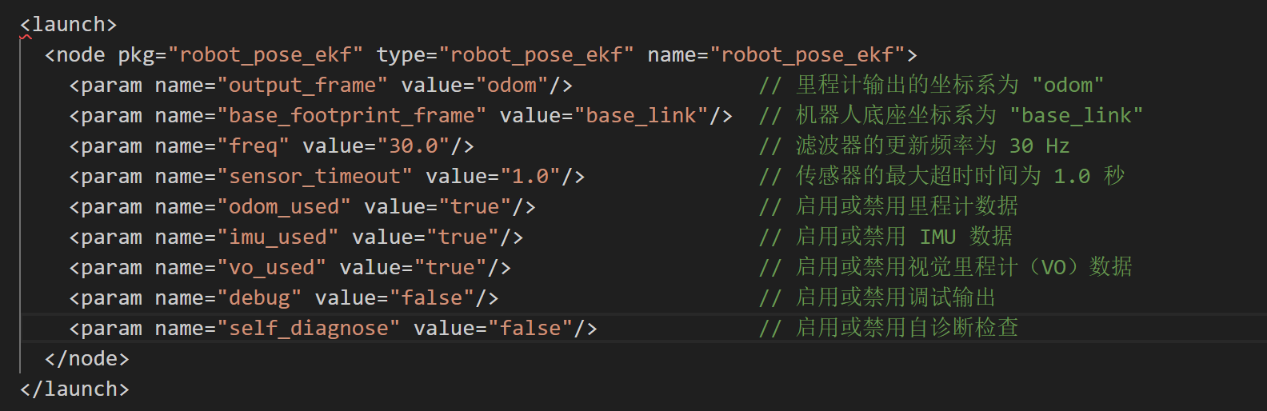 <launch>
  <node pkg="robot_pose_ekf" type="robot_pose_ekf" name="robot_pose_ekf">
    <param name="output_frame" value="odom"/>               // 里程计输出的坐标系为 "odom"
    <param name="base_footprint_frame" value="base_link"/>  // 机器人底座坐标系为 "base_link"
    <param name="freq" value="30.0"/>                       // 滤波器的更新频率为 30 Hz
    <param name="sensor_timeout" value="1.0"/>              // 传感器的最大超时时间为 1.0 秒
    <param name="odom_used" value="true"/>                  // 启用或禁用里程计数据
    <param name="imu_used" value="true"/>                   // 启用或禁用 IMU 数据
    <param name="vo_used" value="true"/>                    // 启用或禁用视觉里程计（VO）数据
    <param name="debug" value="false"/>                     // 启用或禁用调试输出
    <param name="self_diagnose" value="false"/>             // 启用或禁用自诊断检查
  </node>
</launch>